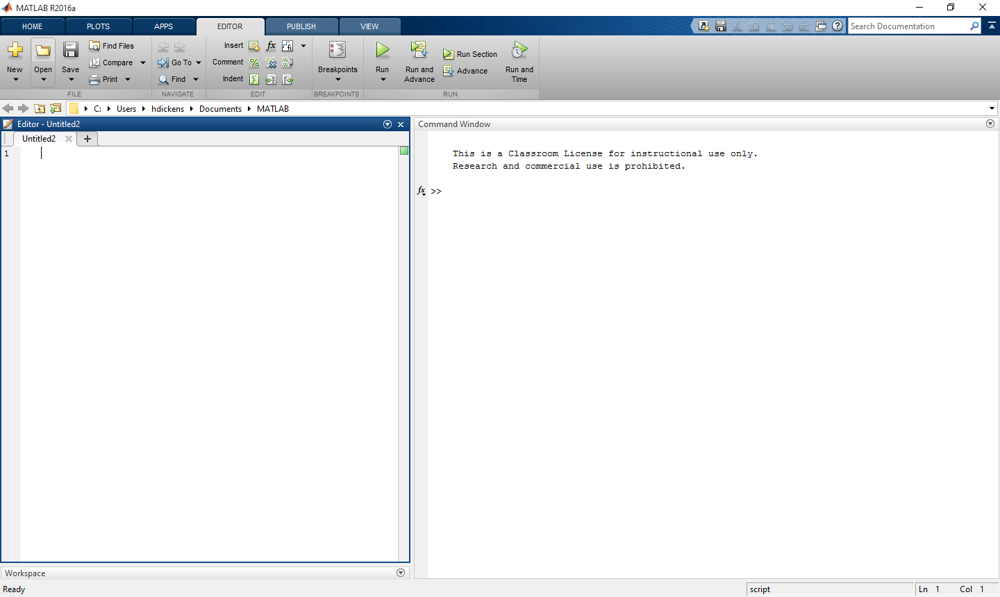 MATLAB R2016a
HOME PLOTS APPS EDITOR PUBLISH VIEW
Search Documentation
New
Open
Save
Find Files
Compare
Print
FILE
Go To
Find
NAVIGATE
Insert fx
Comment
Indent
EDIT
Breakpoints
BREAKPOINTS
Run
Run and
Advance
Run Section
Advance
Run and
Time
RUN
C: Users hdickens Documents MATLAB
Editor - Untitled2
Untitled2
1
Command Window
This is a Classroom License for instructional use only.
Research and commercial use is prohibited.
fx >>
Workspace
Ready
script
Ln 1 Col 1